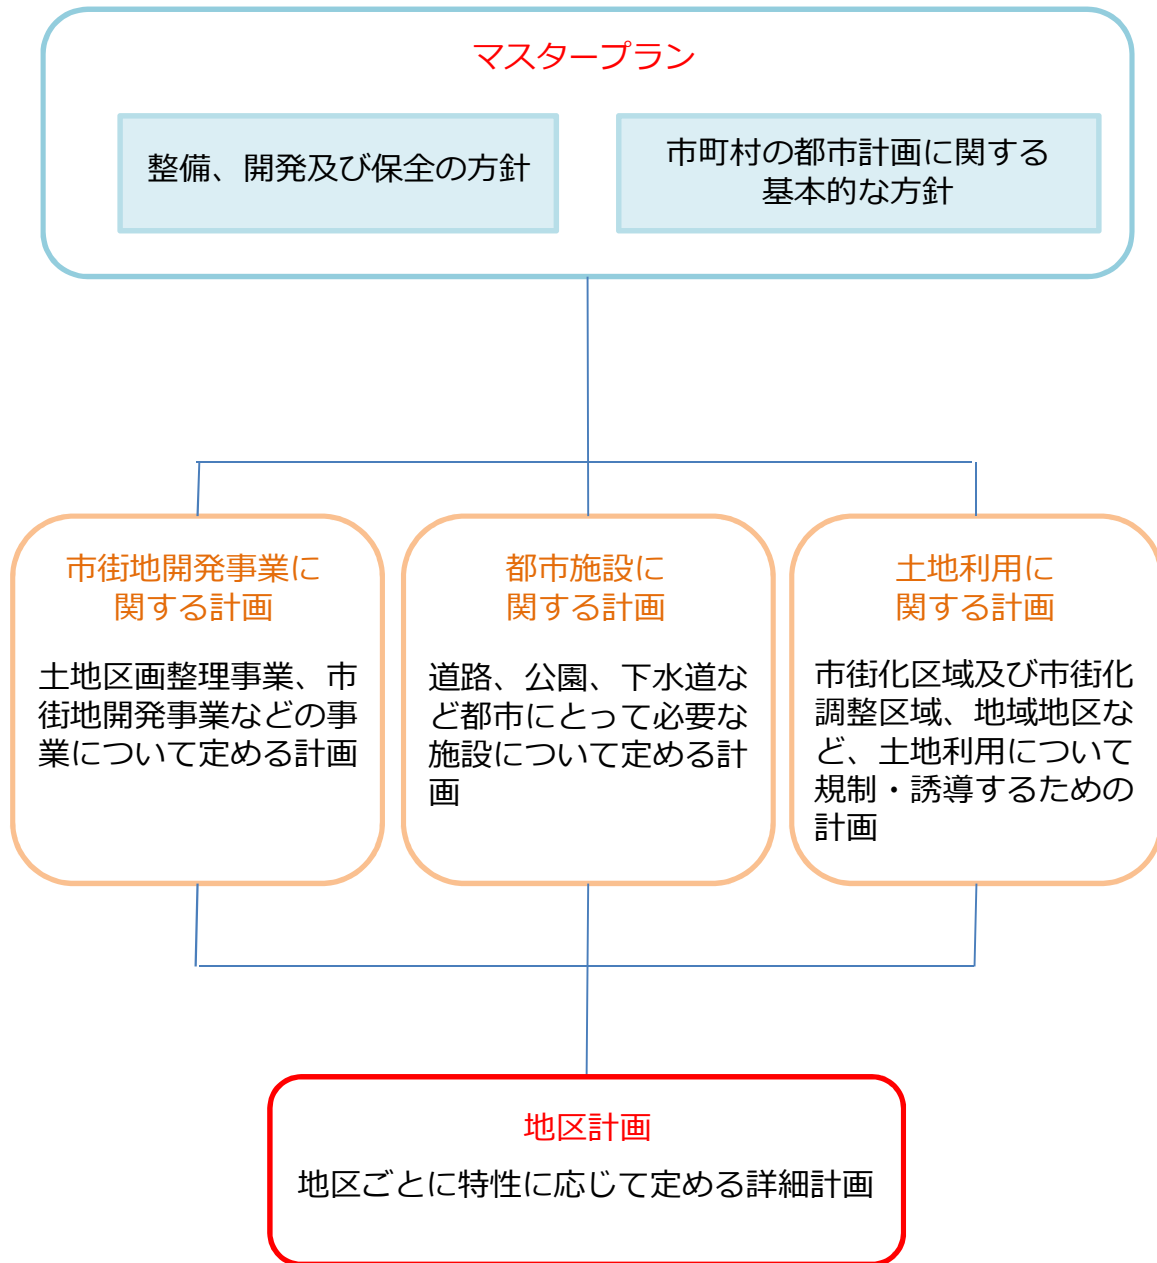 マスタープラン
整備、開発及び保全の方針
市町村の都市計画に関する
基本的な方針
市街地開発事業に
関する計画
土地区画整理事業、市
街地開発事業などの事
業について定める計画
都市施設に
関する計画
道路、公園、下水道な
ど都市にとって必要な
施設について定める計
画
土地利用に
関する計画
市街化区域及び市街化
調整区域、地域地区な
ど、土地利用について
規制・誘導するための
計画
地区計画
地区ごとに特性に応じて定める詳細計画